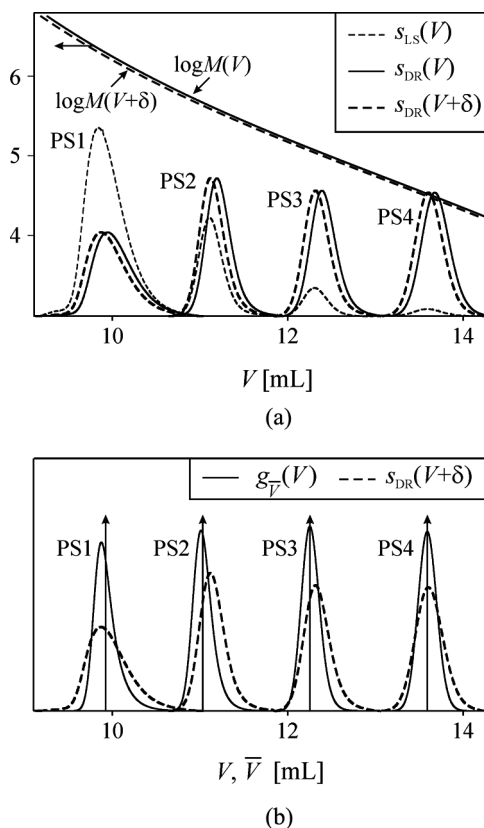 6
5
4
logM(V)
logM(V+δ)
s_LS(V)
s_DR(V)
s_DR(V+δ)
PS1
PS2
PS3
PS4
10
12
14
V [mL]
(a)
g_V̅(V)
s_DR(V+δ)
PS1
PS2
PS3
PS4
10
12
14
V, V̅ [mL]
(b)